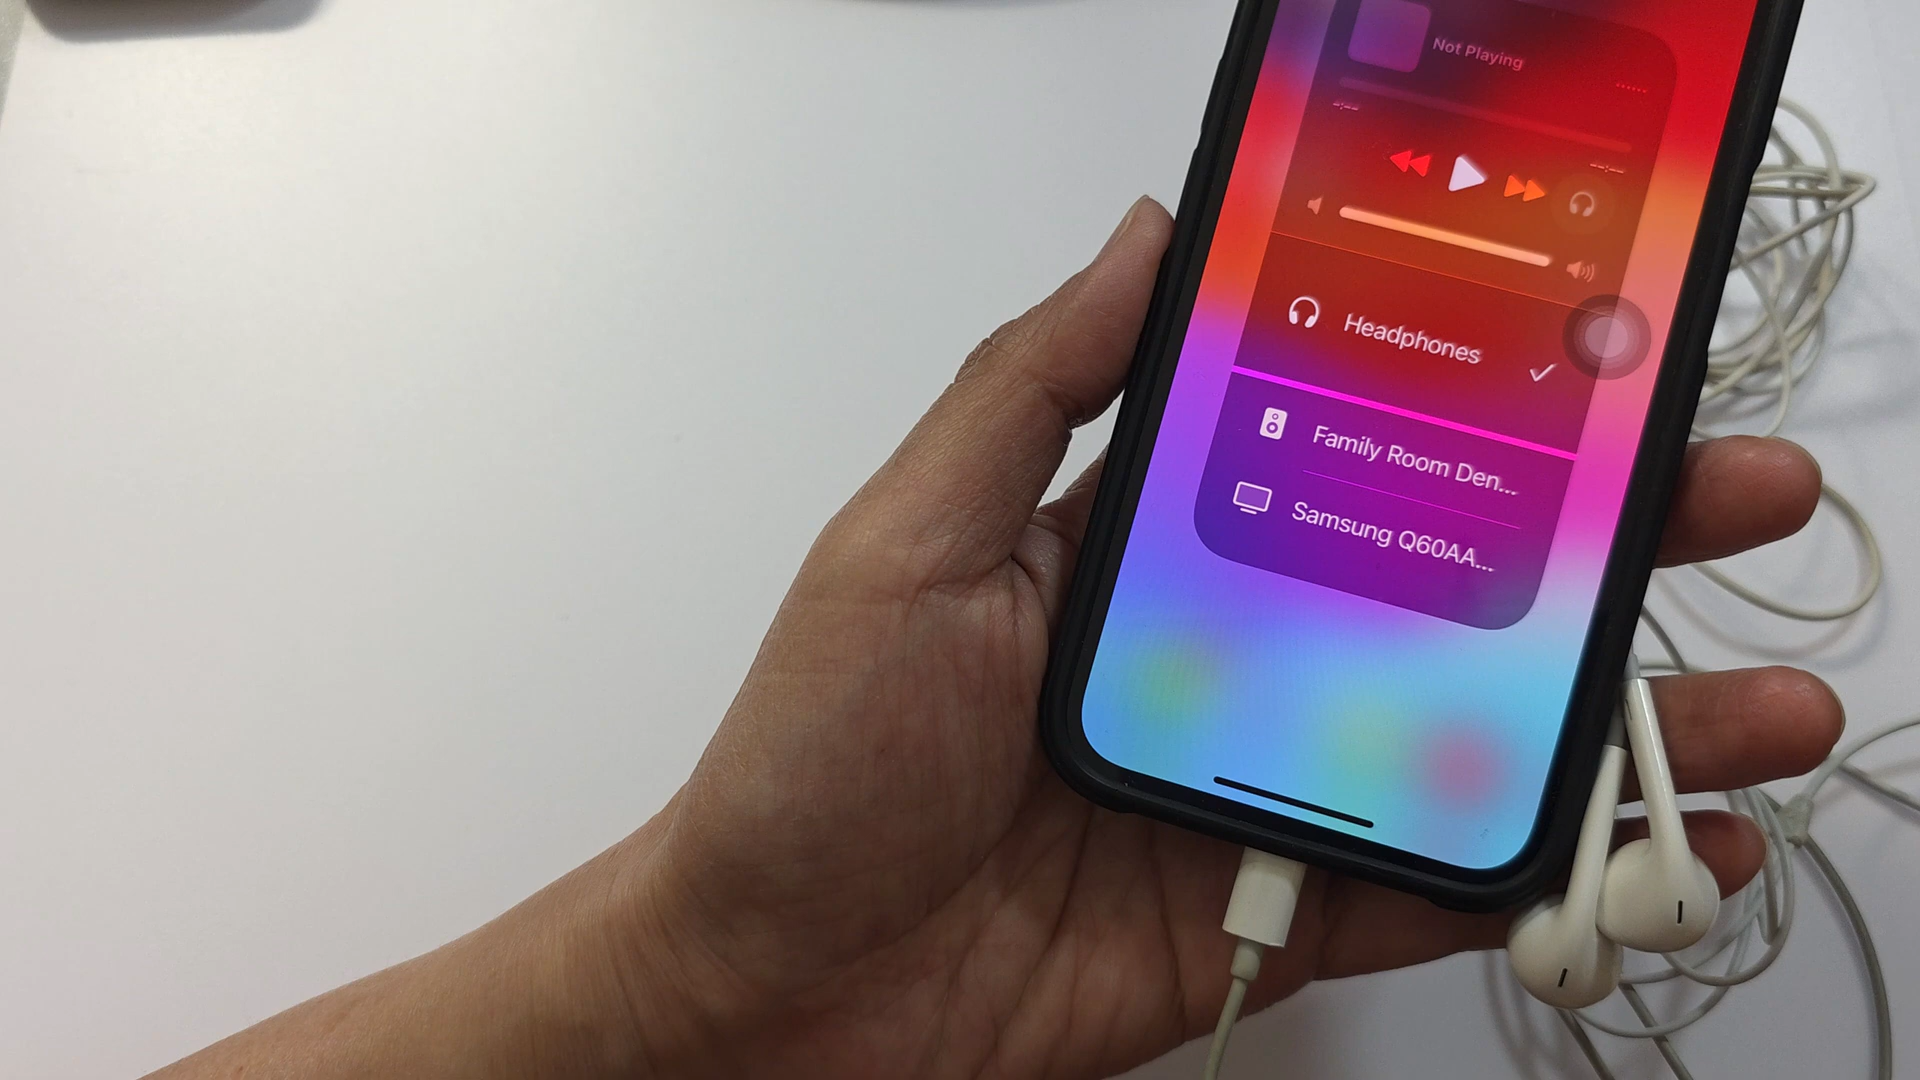 Not Playing
--:--
--:--
Headphones
Family Room Den...
Samsung Q60AA...